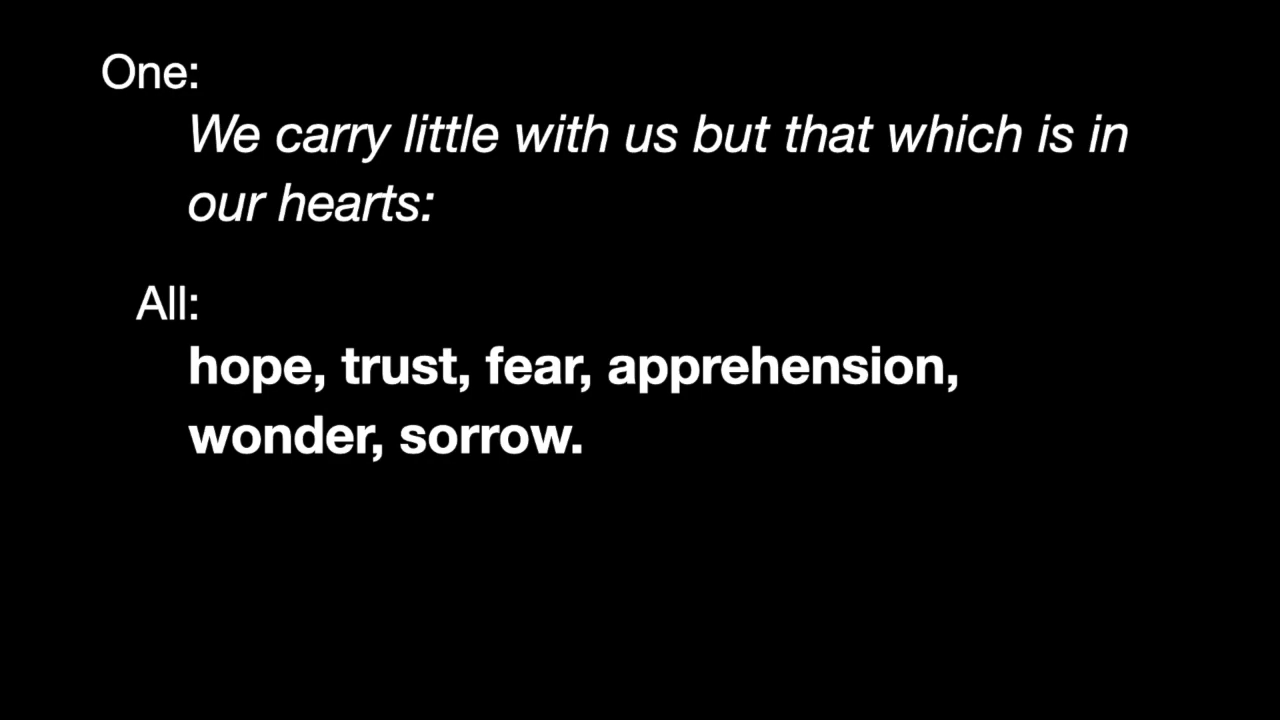 One:
We carry little with us but that which is in
our hearts:
All:
hope, trust, fear, apprehension,
wonder, sorrow.